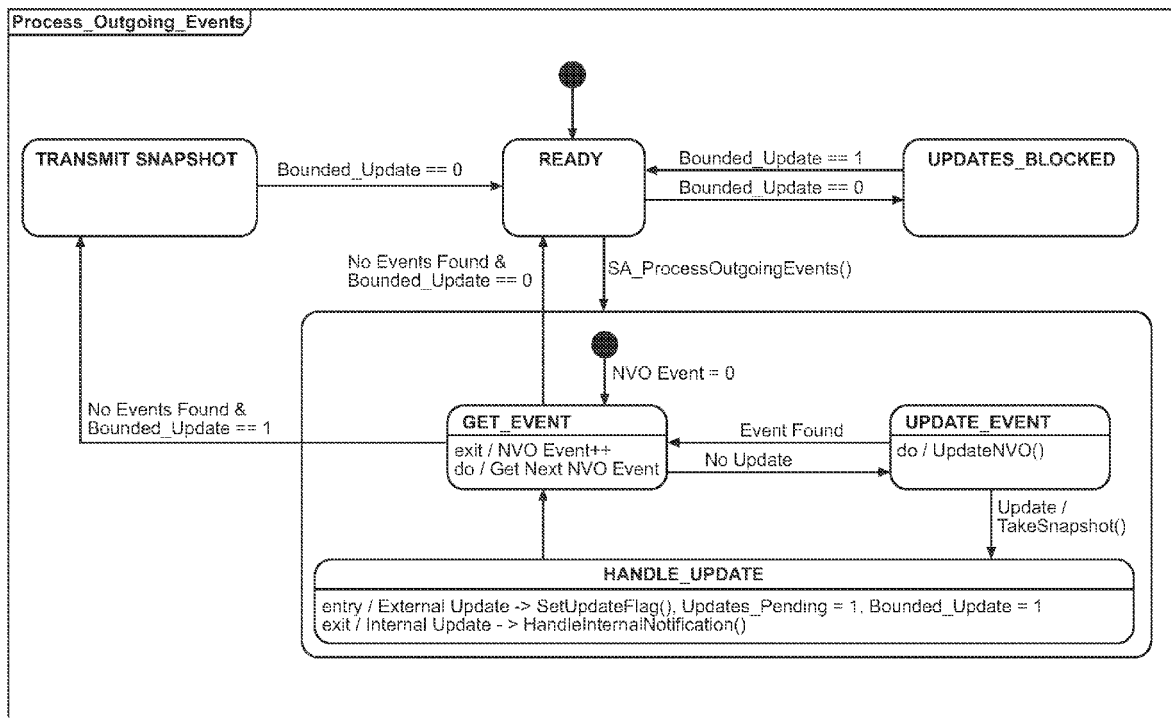 Process_Outgoing_Events
TRANSMIT SNAPSHOT
Bounded_Update == 0
READY
Bounded_Update == 1
Bounded_Update == 0
UPDATES_BLOCKED
No Events Found &
Bounded_Update == 0
SA_ProcessOutgoingEvents()
NVO Event = 0
No Events Found &
Bounded_Update == 1
GET_EVENT
exit / NVO Event++
do / Get Next NVO Event
Event Found
No Update
UPDATE_EVENT
do / UpdateNVO()
Update /
TakeSnapshot()
HANDLE_UPDATE
entry / External Update -> SetUpdateFlag(), Updates_Pending = 1, Bounded_Update = 1
exit / Internal Update - > HandleInternalNotification()